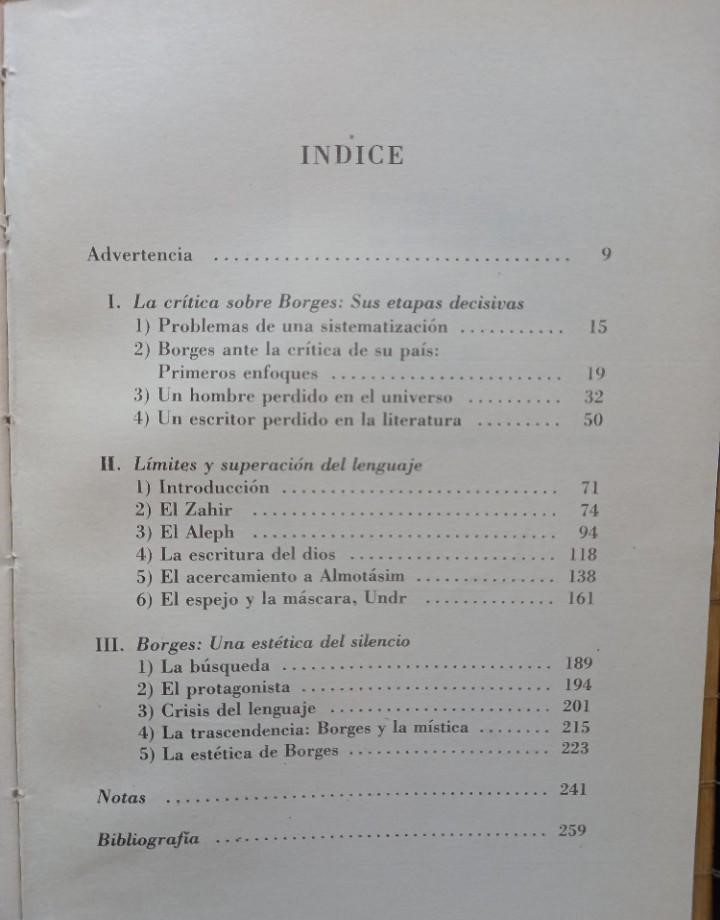 INDICE
Advertencia ................................... 9
I. La crítica sobre Borges: Sus etapas decisivas
1) Problemas de una sistematización ........... 15
2) Borges ante la crítica de su país:
Primeros enfoques ....................... 19
3) Un hombre perdido en el universo .......... 32
4) Un escritor perdido en la literatura ......... 50
II. Límites y superación del lenguaje
1) Introducción ............................ 71
2) El Zahir ............................... 74
3) El Aleph ............................... 94
4) La escritura del dios ..................... 118
5) El acercamiento a Almotásim .............. 138
6) El espejo y la máscara, Undr ............. 161
III. Borges: Una estética del silencio
1) La búsqueda ........................... 189
2) El protagonista ......................... 194
3) Crisis del lenguaje ...................... 201
4) La trascendencia: Borges y la mística ........ 215
5) La estética de Borges .................... 223
Notas ...................................... 241
Bibliografía ................................. 259